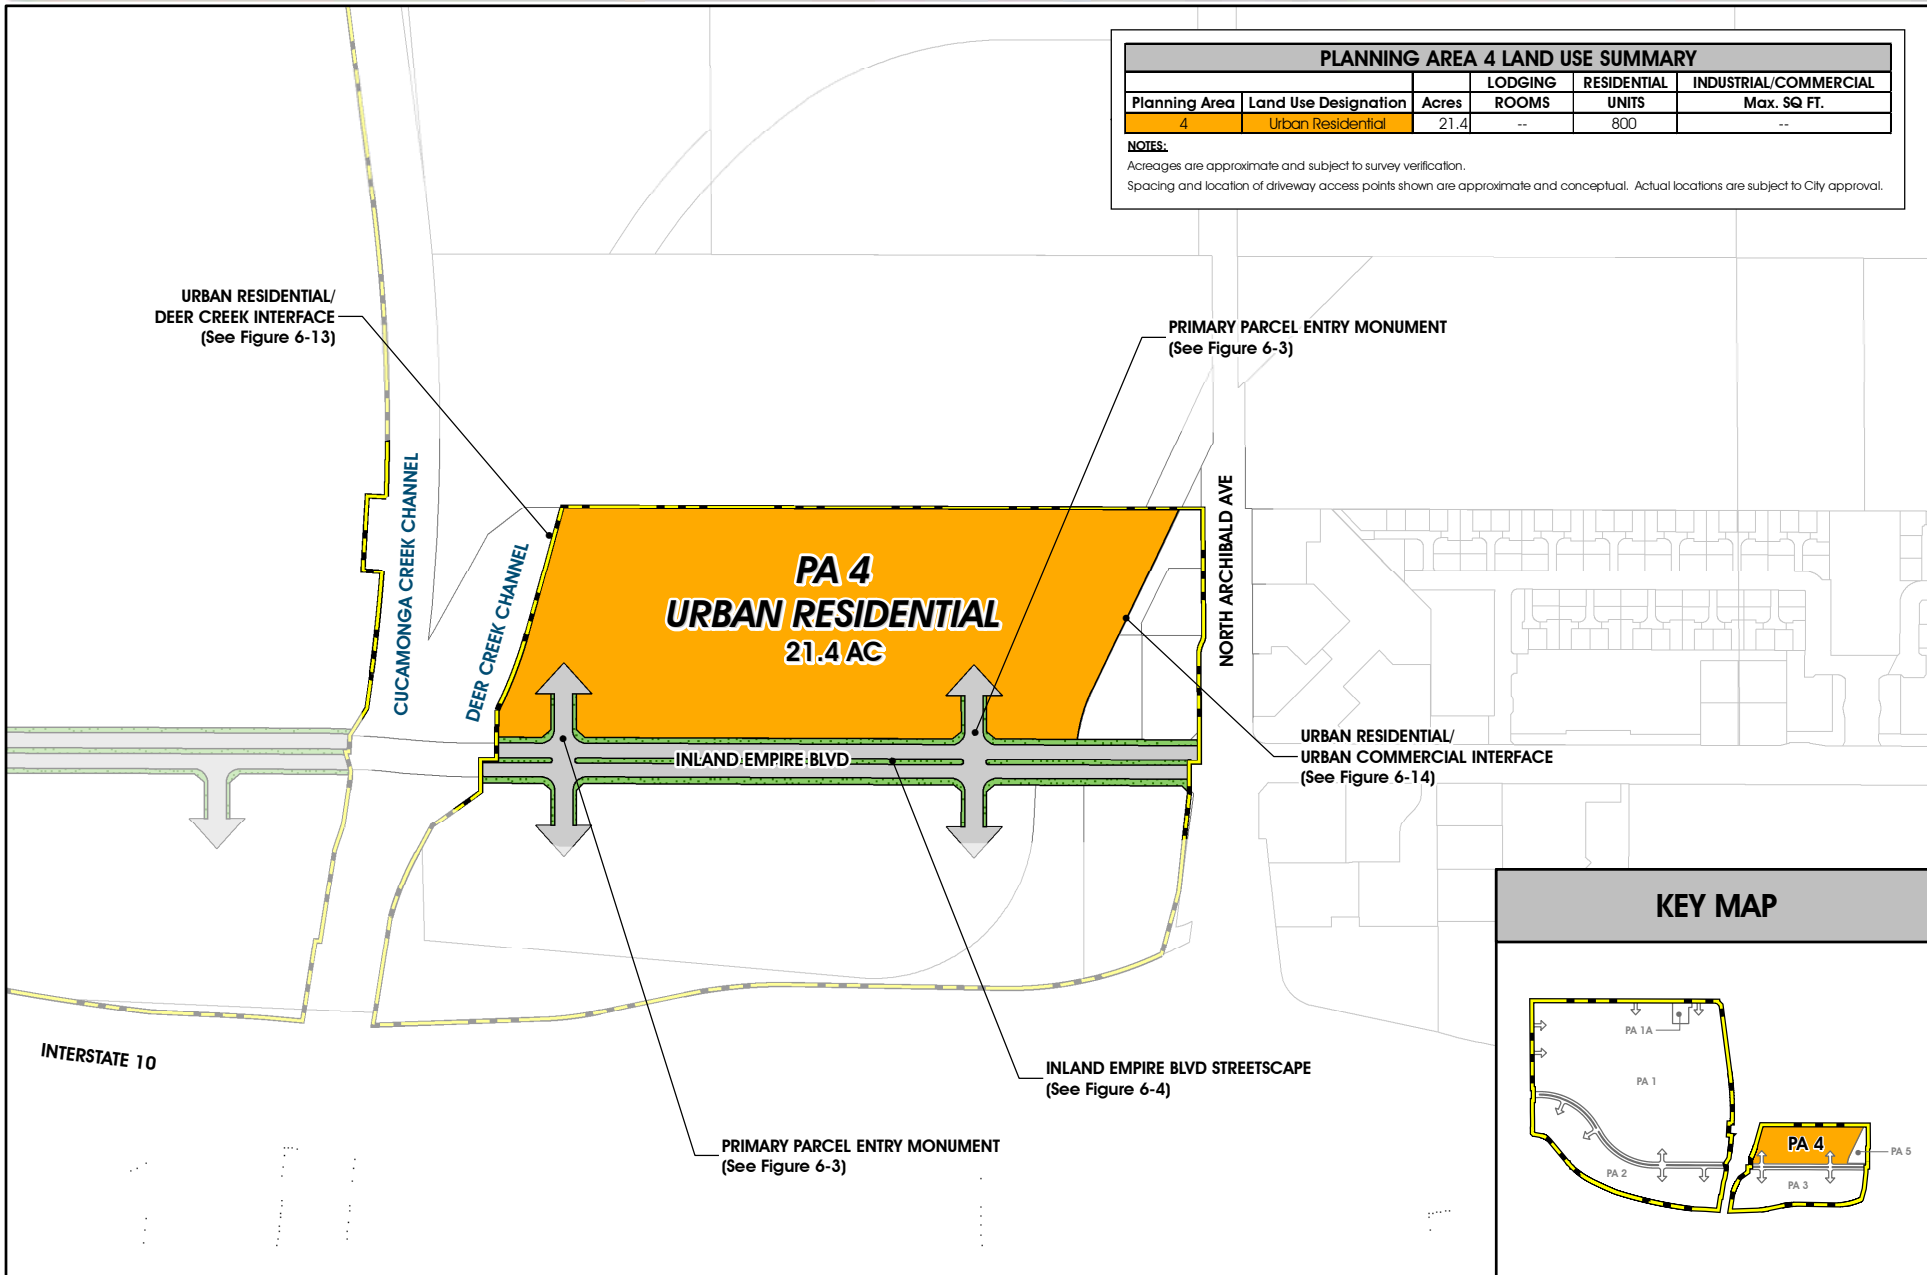 PLANNING AREA 4 LAND USE SUMMARY
LODGING RESIDENTIAL INDUSTRIAL/COMMERCIAL
Planning Area Land Use Designation Acres ROOMS UNITS Max. SQ FT.
4 Urban Residential 21.4 -- 800 --
NOTES:
Acreages are approximate and subject to survey verification.
Spacing and location of driveway access points shown are approximate and conceptual. Actual locations are subject to City approval.
URBAN RESIDENTIAL/
DEER CREEK INTERFACE
(See Figure 6-13)
PRIMARY PARCEL ENTRY MONUMENT
(See Figure 6-3)
CUCAMONGA CREEK CHANNEL
DEER CREEK CHANNEL
PA 4
URBAN RESIDENTIAL
21.4 AC
NORTH ARCHIBALD AVE
INLAND EMPIRE BLVD
URBAN RESIDENTIAL/
URBAN COMMERCIAL INTERFACE
(See Figure 6-14)
INTERSTATE 10
INLAND EMPIRE BLVD STREETSCAPE
(See Figure 6-4)
PRIMARY PARCEL ENTRY MONUMENT
(See Figure 6-3)
KEY MAP
PA 1A
PA 1
PA 4
PA 5
PA 2
PA 3